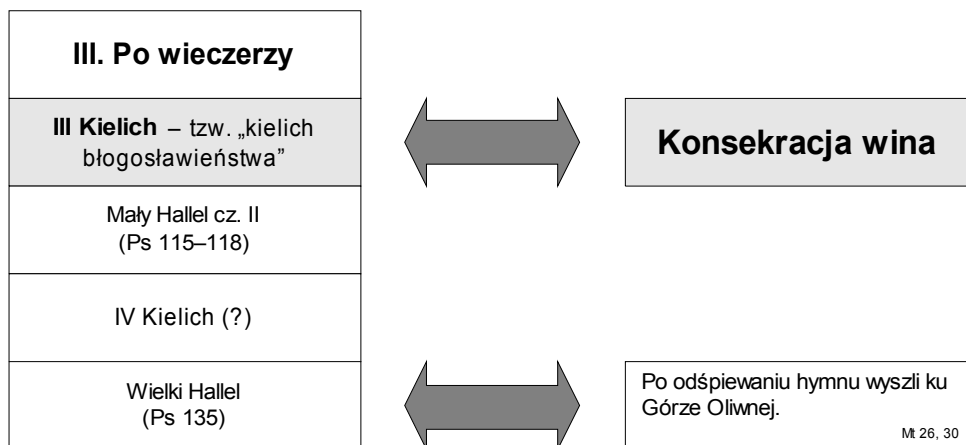 III. Po wieczerzy
III Kielich – tzw. „kielich
błogosławieństwa”
Konsekracja wina
Mały Hallel cz. II
(Ps 115–118)
IV Kielich (?)
Wielki Hallel
(Ps 135)
Po odśpiewaniu hymnu wyszli ku
Górze Oliwnej.
Mt 26, 30